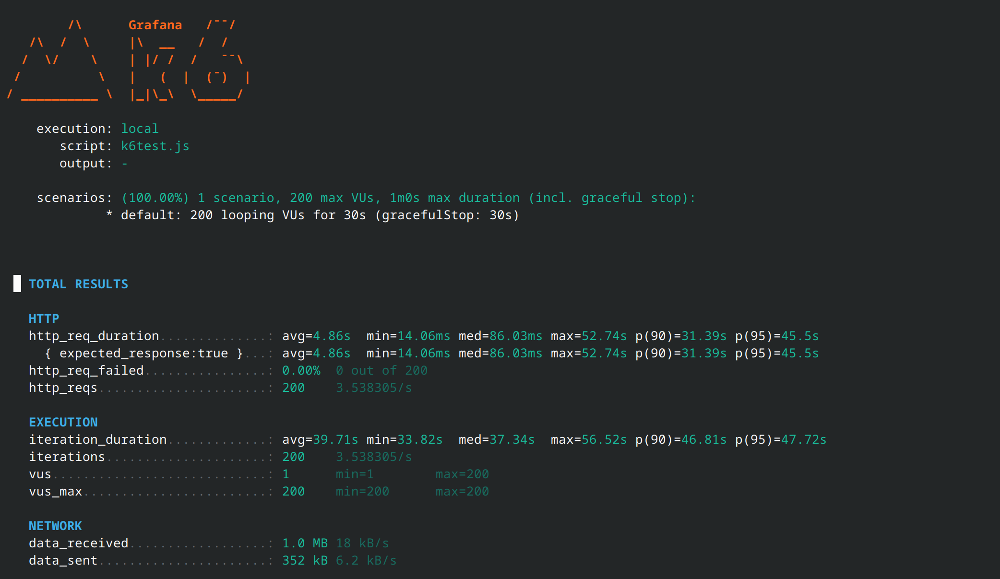 /\      Grafana   /‾‾/
    /\  /  \     |\  __   /  /
   /  \/    \    | |/ /  /   ‾‾\
  /          \   |   (  |  (‾)  |
 / __________ \  |_|\_\  \_____/
execution: local
script: k6test.js
output: -
scenarios: (100.00%) 1 scenario, 200 max VUs, 1m0s max duration (incl. graceful stop):
* default: 200 looping VUs for 30s (gracefulStop: 30s)
█ TOTAL RESULTS
HTTP
http_req_duration..............: avg=4.86s  min=14.06ms med=86.03ms max=52.74s p(90)=31.39s p(95)=45.5s
  { expected_response:true }...: avg=4.86s  min=14.06ms med=86.03ms max=52.74s p(90)=31.39s p(95)=45.5s
http_req_failed................: 0.00%  0 out of 200
http_reqs......................: 200    3.538305/s
EXECUTION
iteration_duration.............: avg=39.71s min=33.82s  med=37.34s  max=56.52s p(90)=46.81s p(95)=47.72s
iterations.....................: 200    3.538305/s
vus............................: 1      min=1        max=200
vus_max........................: 200    min=200      max=200
NETWORK
data_received..................: 1.0 MB 18 kB/s
data_sent......................: 352 kB 6.2 kB/s